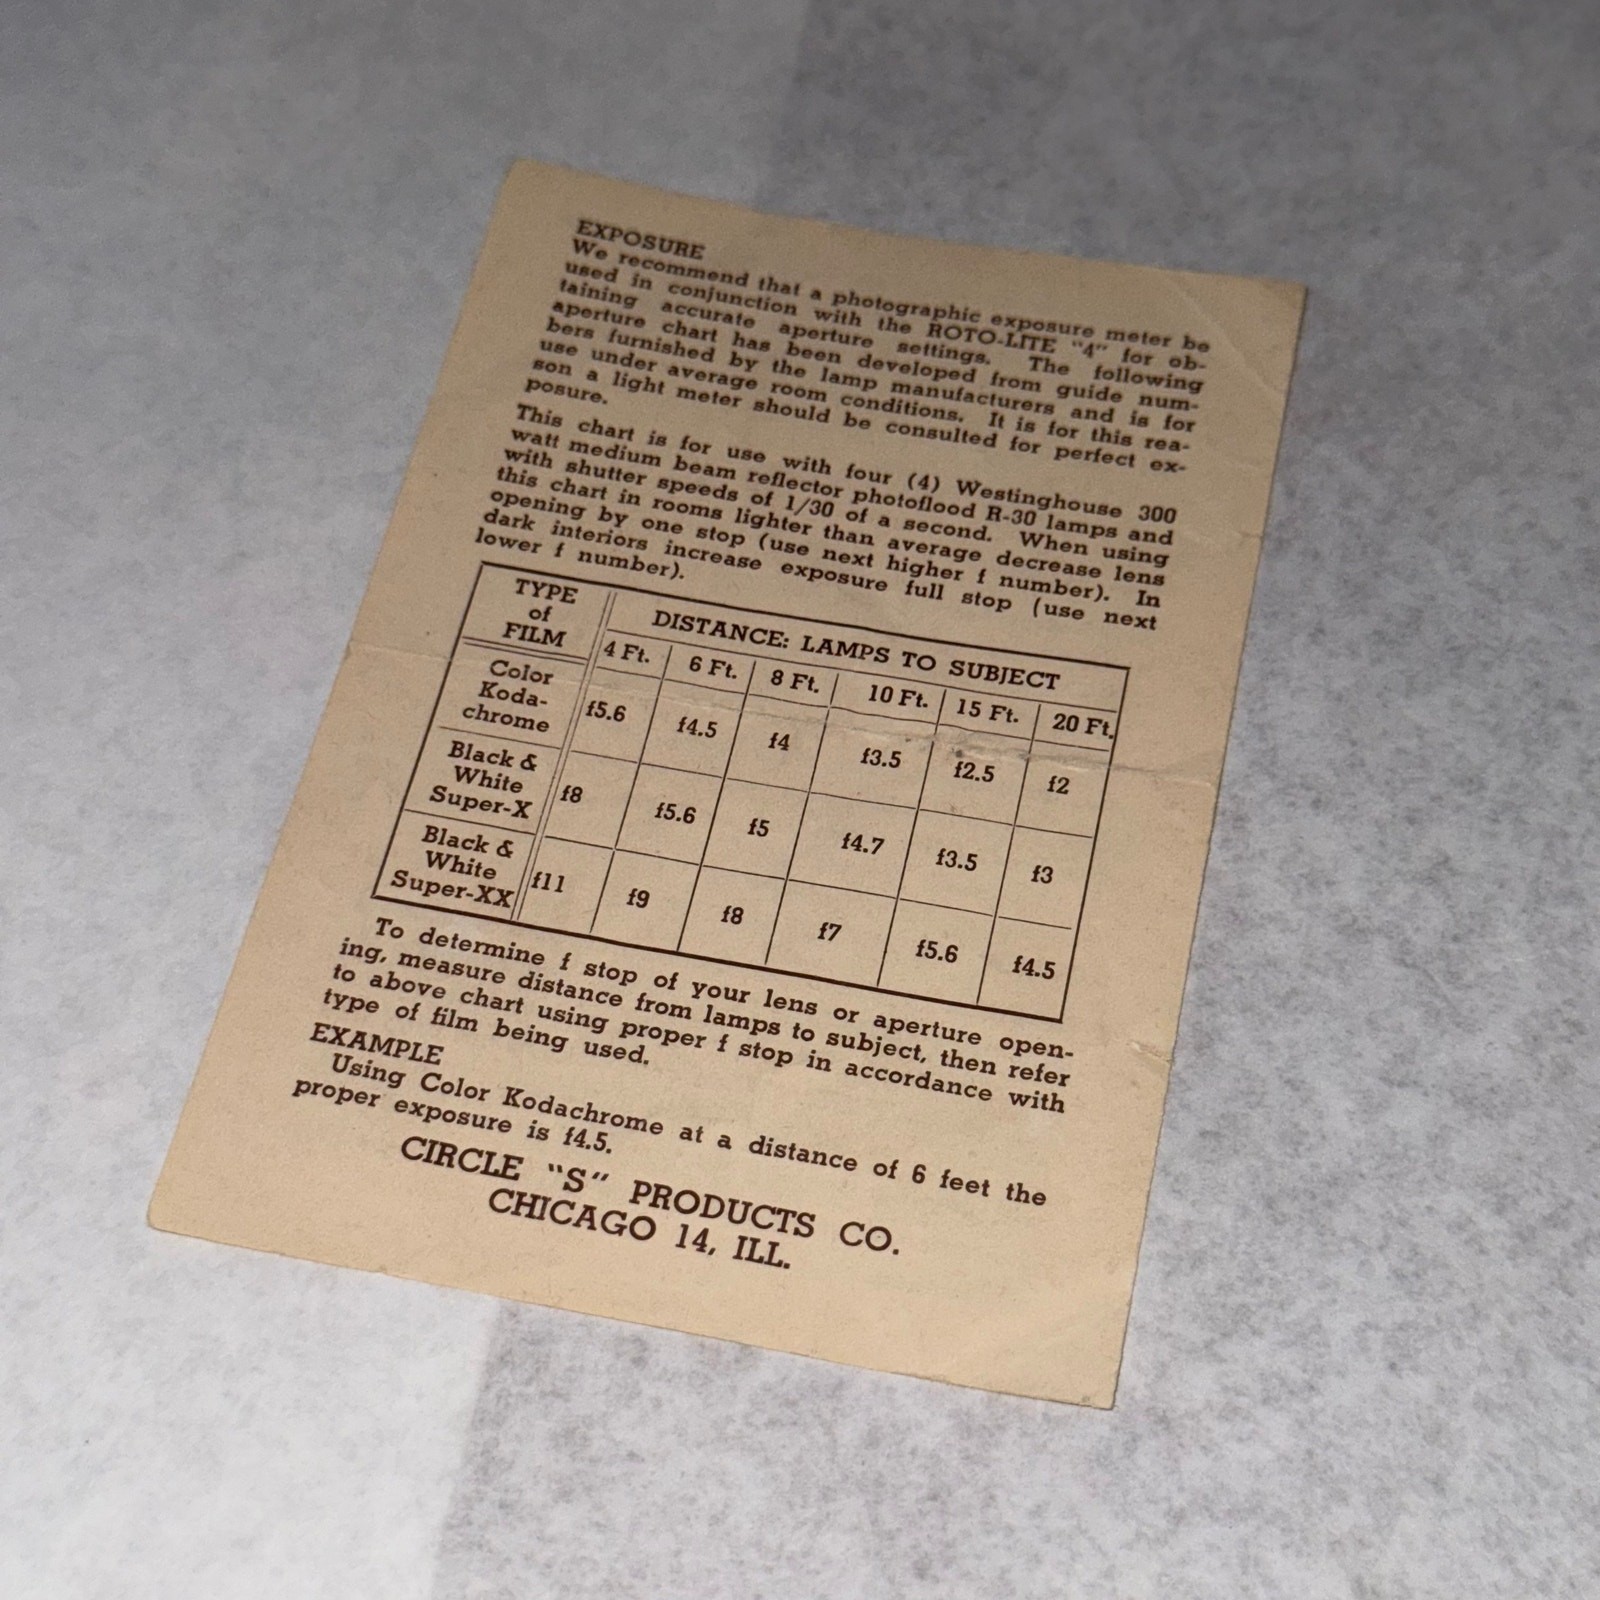 EXPOSURE
We recommend that a photographic exposure meter be
used in conjunction with the ROTO-LITE "4" for ob-
taining accurate aperture settings. The following
aperture chart has been developed from guide num-
bers furnished by the lamp manufacturers and is for
use under average room conditions. It is for this rea-
son a light meter should be consulted for perfect ex-
posure.
This chart is for use with four (4) Westinghouse 300
watt medium beam reflector photoflood R-30 lamps and
with shutter speeds of 1/30 of a second. When using
this chart in rooms lighter than average decrease lens
opening by one stop (use next higher f number). In
dark interiors increase exposure full stop (use next
lower f number).
TYPE
of
FILM
DISTANCE: LAMPS TO SUBJECT
4 Ft. 6 Ft. 8 Ft. 10 Ft. 15 Ft. 20 Ft.
Color
Koda-
chrome
f5.6 f4.5 f4 f3.5 f2.5 f2
Black &
White
Super-X
f8 f5.6 f5 f4.7 f3.5 f3
Black &
White
Super-XX
f11 f9 f8 f7 f5.6 f4.5
To determine f stop of your lens or aperture open-
ing, measure distance from lamps to subject, then refer
to above chart using proper f stop in accordance with
type of film being used.
EXAMPLE
Using Color Kodachrome at a distance of 6 feet the
proper exposure is f4.5.
CIRCLE "S" PRODUCTS CO.
CHICAGO 14, ILL.